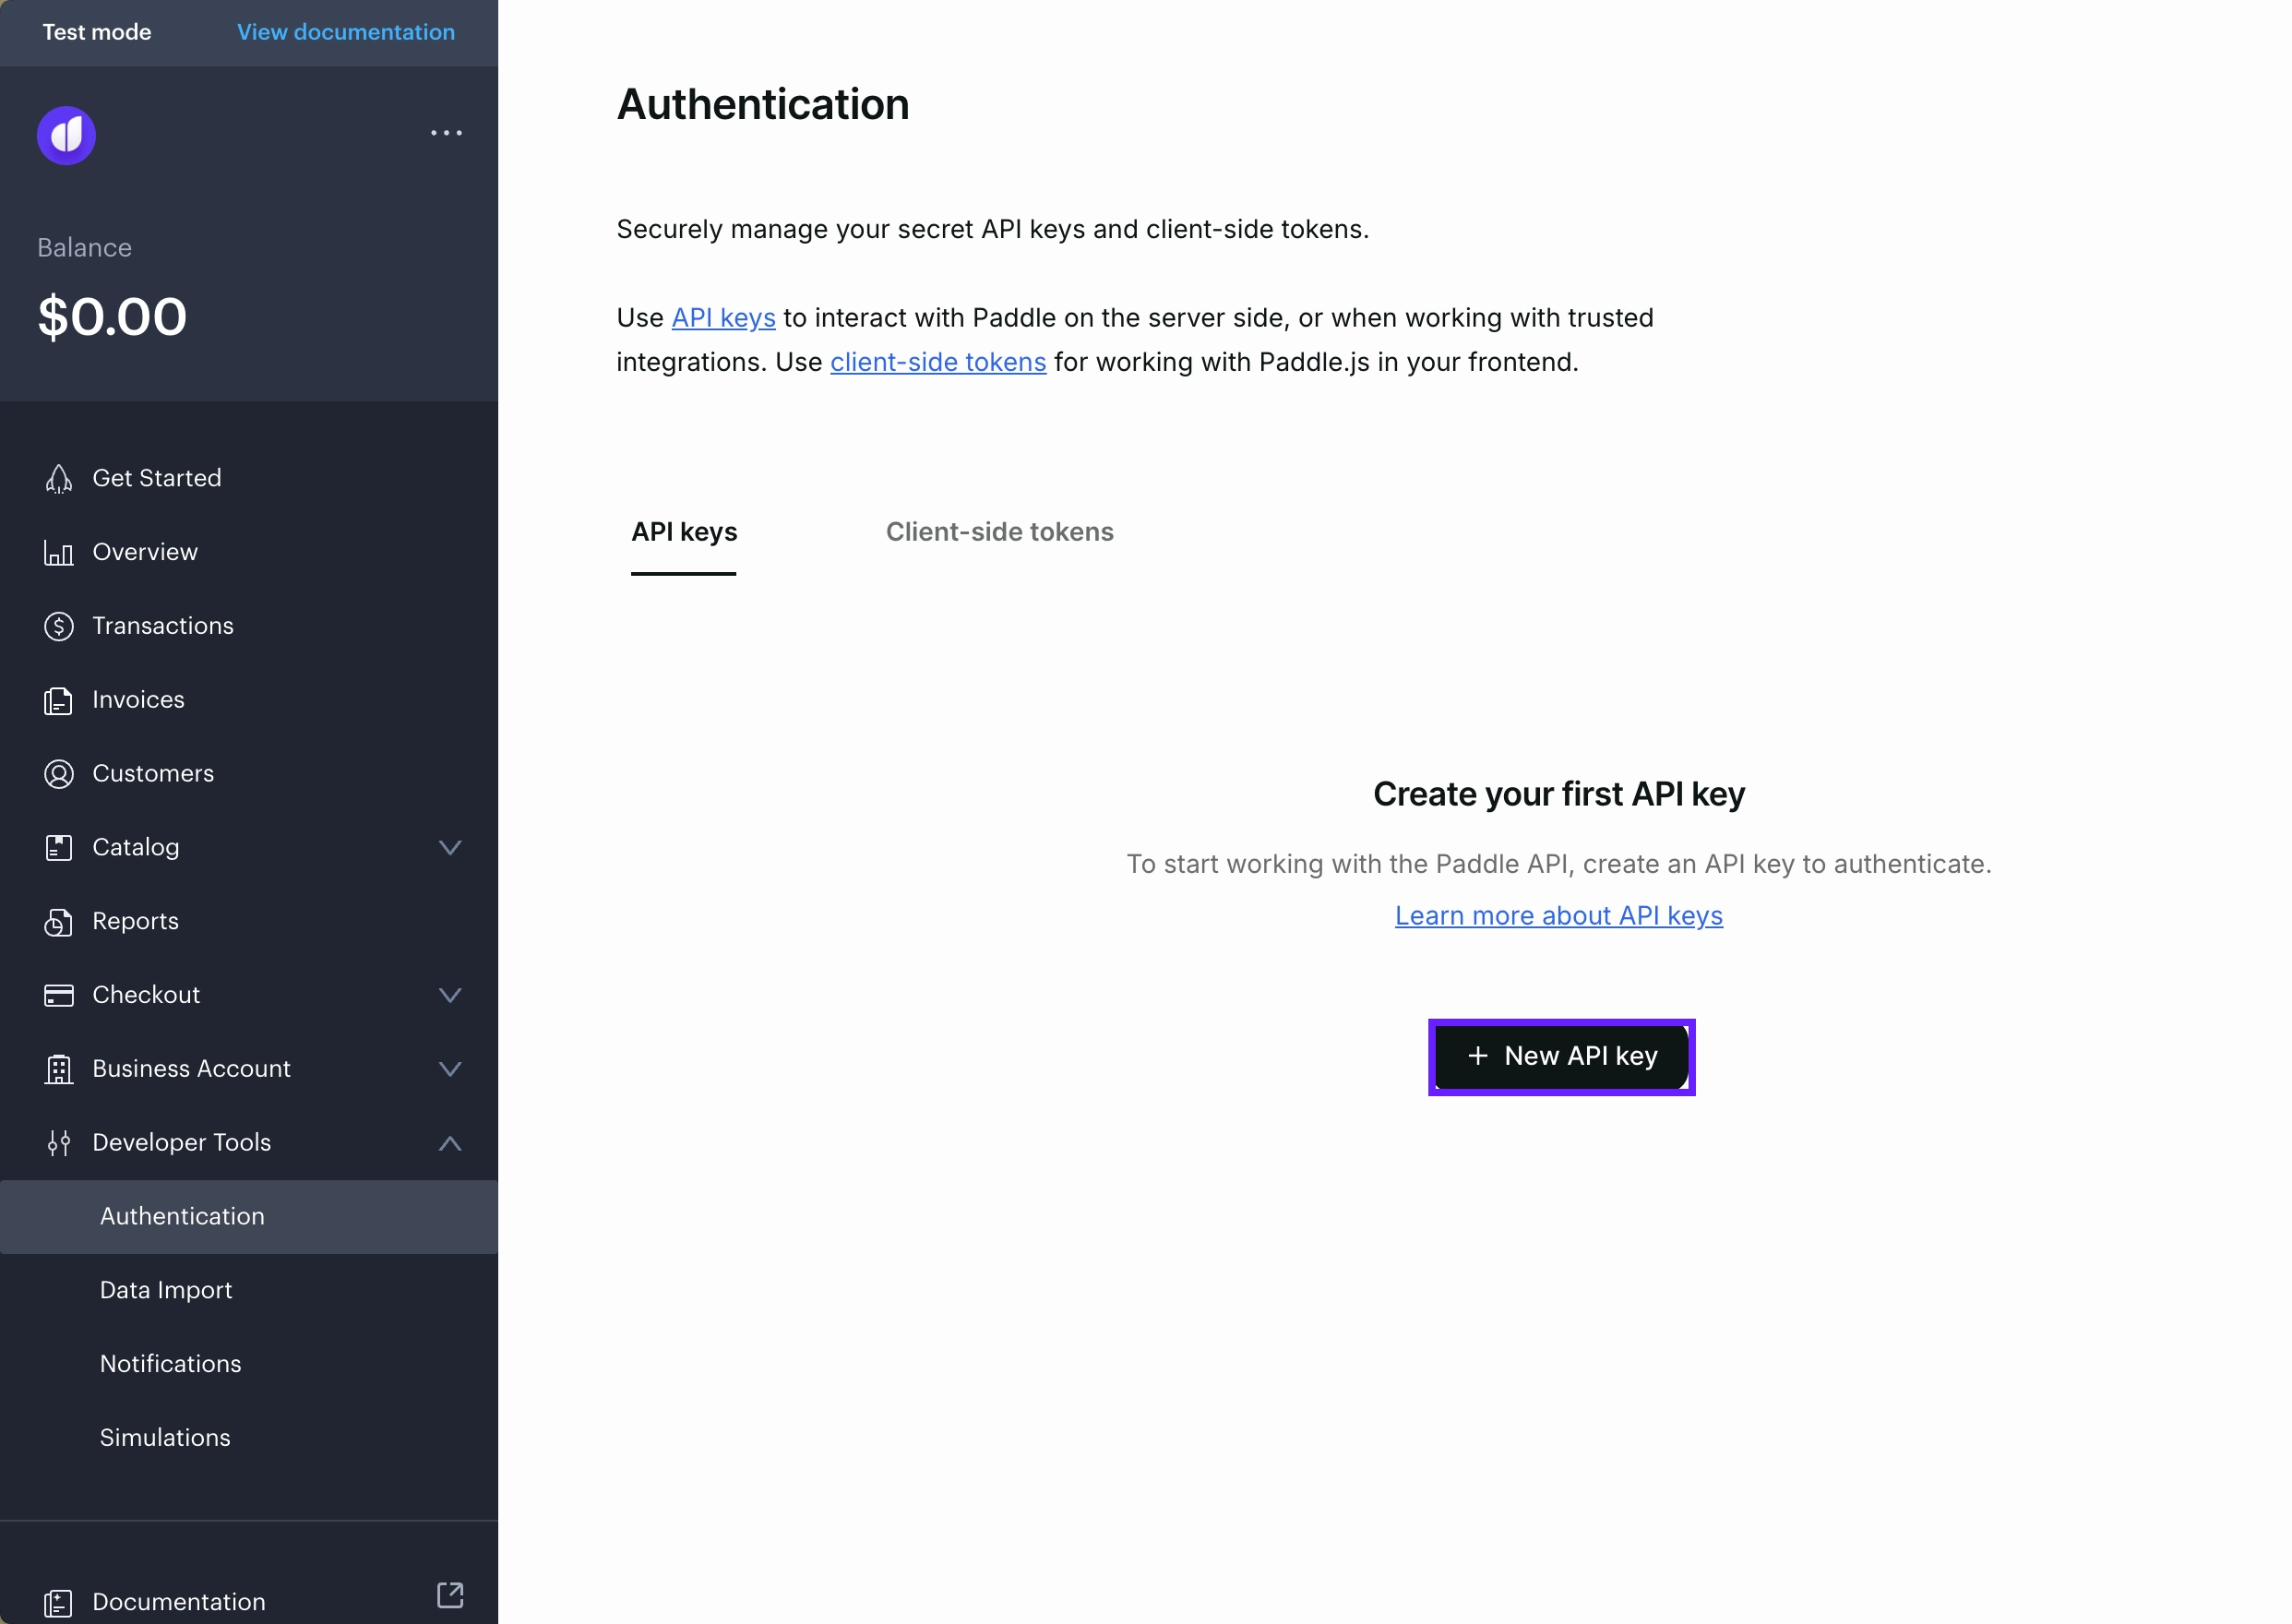 Test mode
View documentation
Balance
$0.00
Get Started
Overview
Transactions
Invoices
Customers
Catalog
Reports
Checkout
Business Account
Developer Tools
Authentication
Data Import
Notifications
Simulations
Documentation
Authentication
Securely manage your secret API keys and client-side tokens.
Use API keys to interact with Paddle on the server side, or when working with trusted
integrations. Use client-side tokens for working with Paddle.js in your frontend.
API keys
Client-side tokens
Create your first API key
To start working with the Paddle API, create an API key to authenticate.
Learn more about API keys
+ New API key